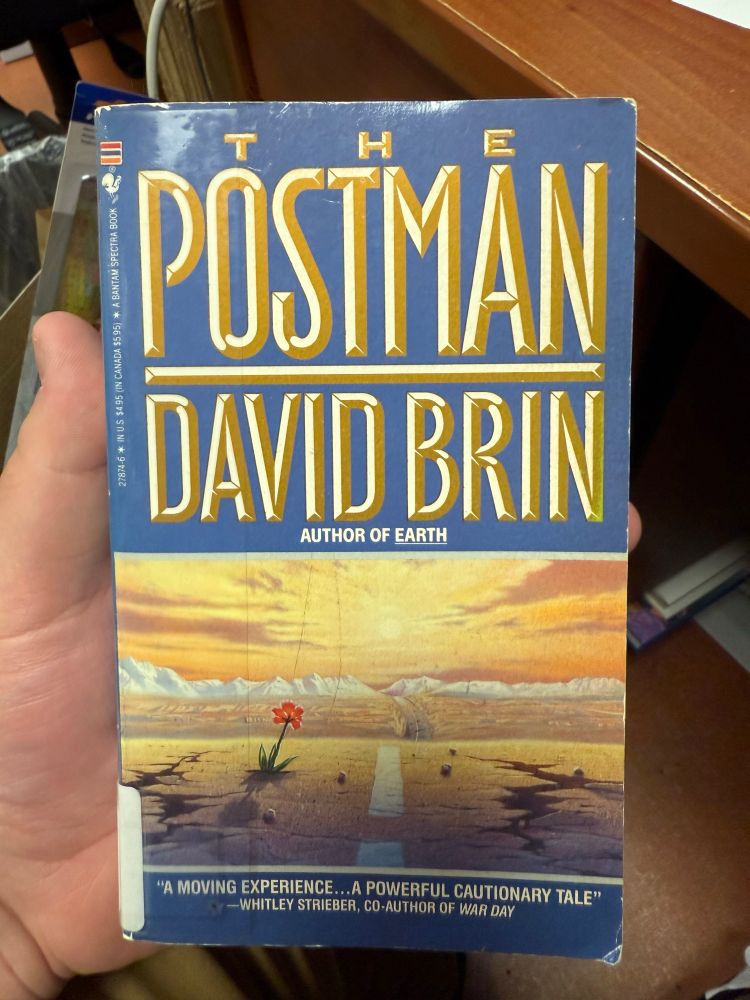 THE
POSTMAN
DAVID BRIN
AUTHOR OF EARTH
"A MOVING EXPERIENCE...A POWERFUL CAUTIONARY TALE"
—WHITLEY STRIEBER, CO-AUTHOR OF WAR DAY
27874-6 * IN U.S. $4.95 (IN CANADA $5.95) * A BANTAM SPECTRA BOOK